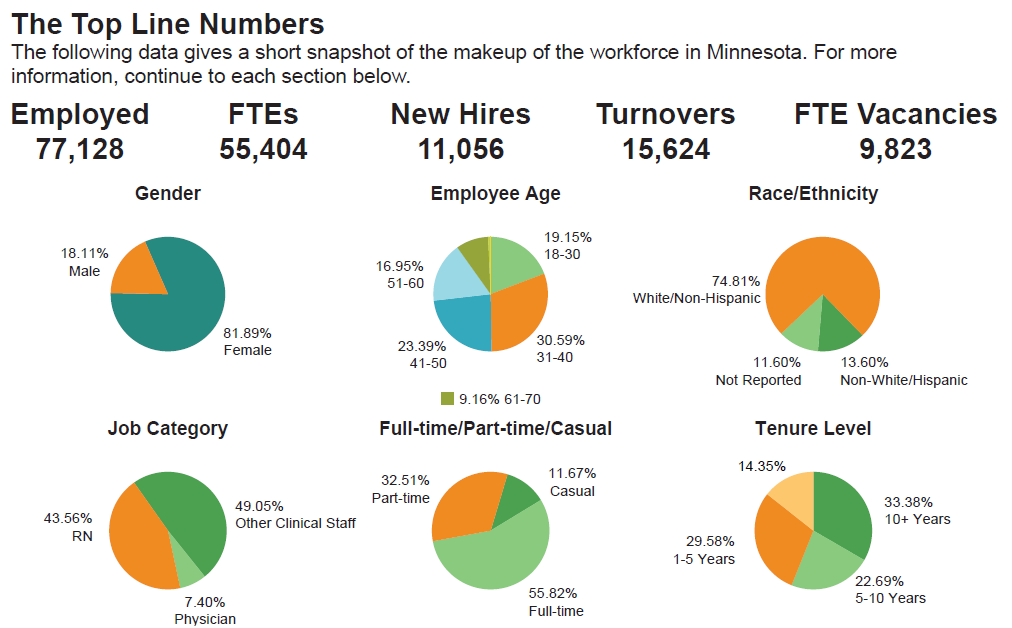 The Top Line Numbers
The following data gives a short snapshot of the makeup of the workforce in Minnesota. For more
information, continue to each section below.
Employed
77,128
FTEs
55,404
New Hires
11,056
Turnovers
15,624
FTE Vacancies
9,823
Gender
18.11%
Male
81.89%
Female
Employee Age
19.15%
18-30
16.95%
51-60
30.59%
31-40
23.39%
41-50
9.16% 61-70
Race/Ethnicity
74.81%
White/Non-Hispanic
11.60%
Not Reported
13.60%
Non-White/Hispanic
Job Category
49.05%
Other Clinical Staff
43.56%
RN
7.40%
Physician
Full-time/Part-time/Casual
32.51%
Part-time
11.67%
Casual
55.82%
Full-time
Tenure Level
14.35%
33.38%
10+ Years
29.58%
1-5 Years
22.69%
5-10 Years